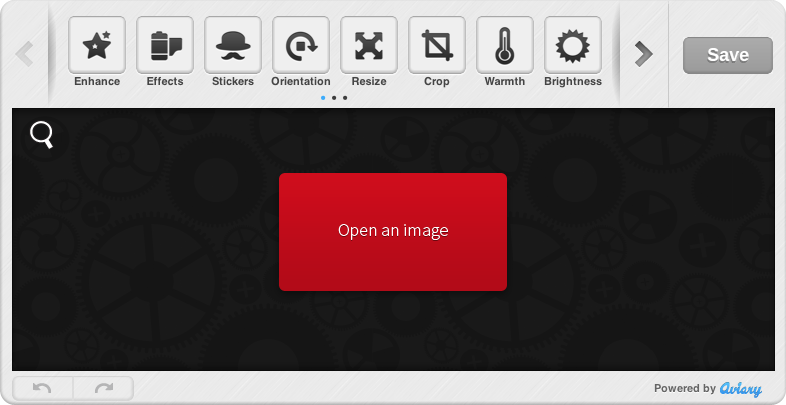 Enhance
Effects
Stickers
Orientation
Resize
Crop
Warmth
Brightness
Save
Open an image
Powered by Aviary